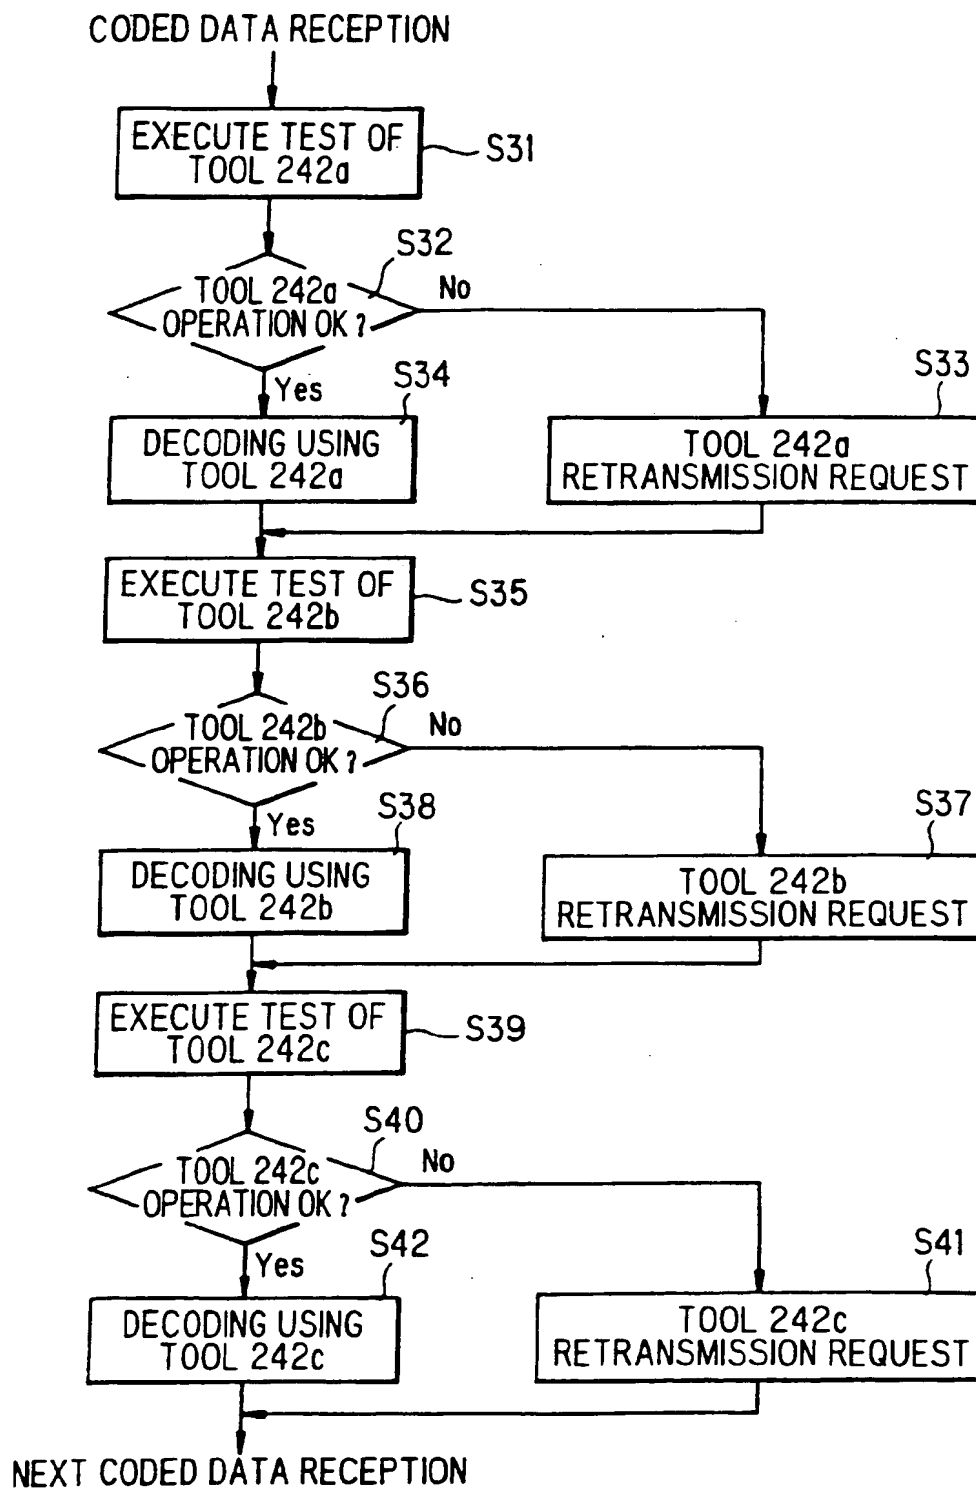 CODED DATA RECEPTION
EXECUTE TEST OF
TOOL 242a
S31
S32
TOOL 242a
OPERATION OK?
No
Yes
S34
S33
DECODING USING
TOOL 242a
TOOL 242a
RETRANSMISSION REQUEST
EXECUTE TEST OF
TOOL 242b
S35
S36
TOOL 242b
OPERATION OK?
No
Yes
S38
S37
DECODING USING
TOOL 242b
TOOL 242b
RETRANSMISSION REQUEST
EXECUTE TEST OF
TOOL 242c
S39
S40
TOOL 242c
OPERATION OK?
No
Yes
S42
S41
DECODING USING
TOOL 242c
TOOL 242c
RETRANSMISSION REQUEST
NEXT CODED DATA RECEPTION